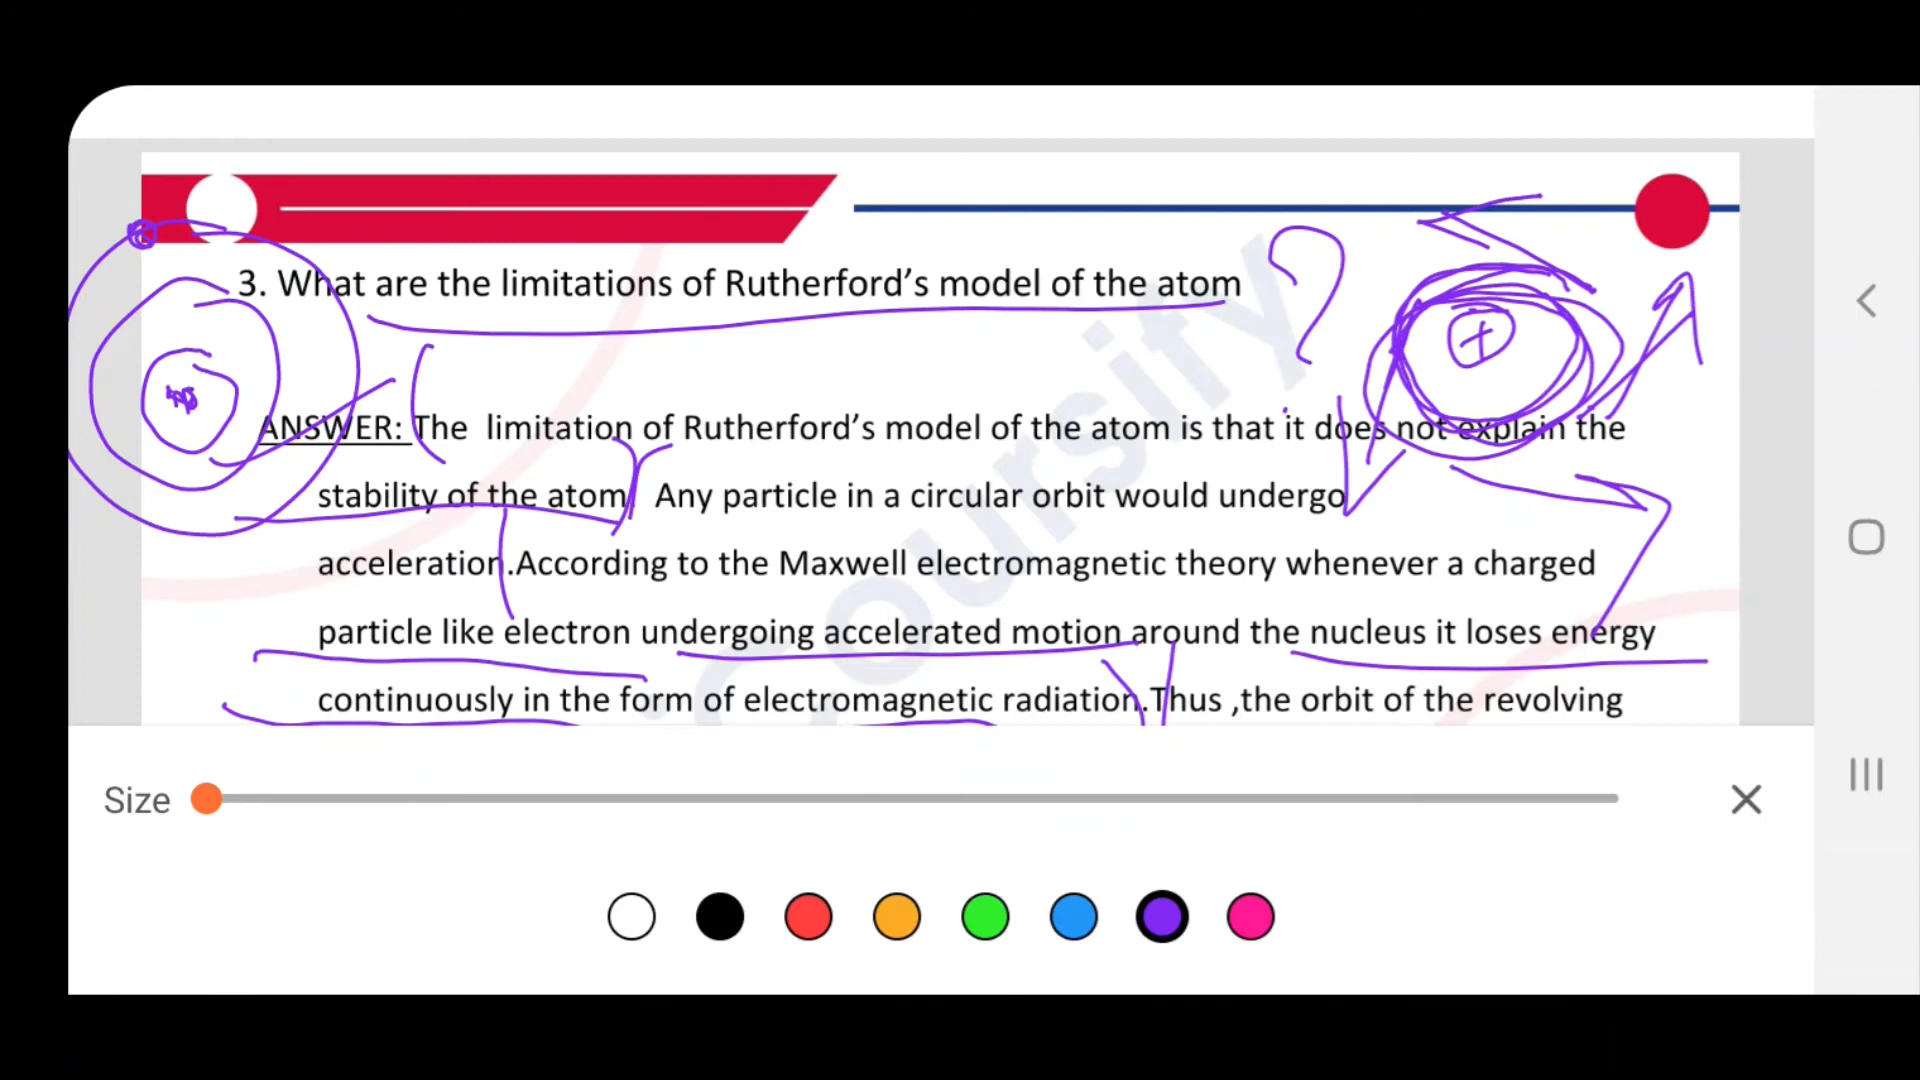 3. What are the limitations of Rutherford’s model of the atom
?
+
ANSWER: The limitation of Rutherford’s model of the atom is that it does not explain the
stability of the atom. Any particle in a circular orbit would undergo
acceleration.According to the Maxwell electromagnetic theory whenever a charged
particle like electron undergoing accelerated motion around the nucleus it loses energy
continuously in the form of electromagnetic radiation.Thus ,the orbit of the revolving
Coursify
Size